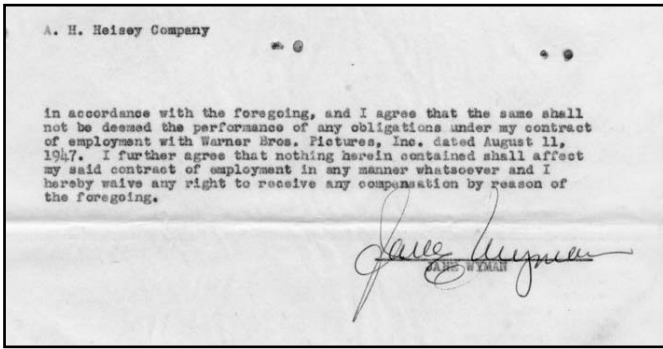 A. H. Heisey Company
in accordance with the foregoing, and I agree that the same shall
not be deemed the performance of any obligations under my contract
of employment with Warner Bros. Pictures, Inc. dated August 11,
1947.  I further agree that nothing herein contained shall affect
my said contract of employment in any manner whatsoever and I
hereby waive any right to receive any compensation by reason of
the foregoing.
Jane Wyman
JANE WYMAN